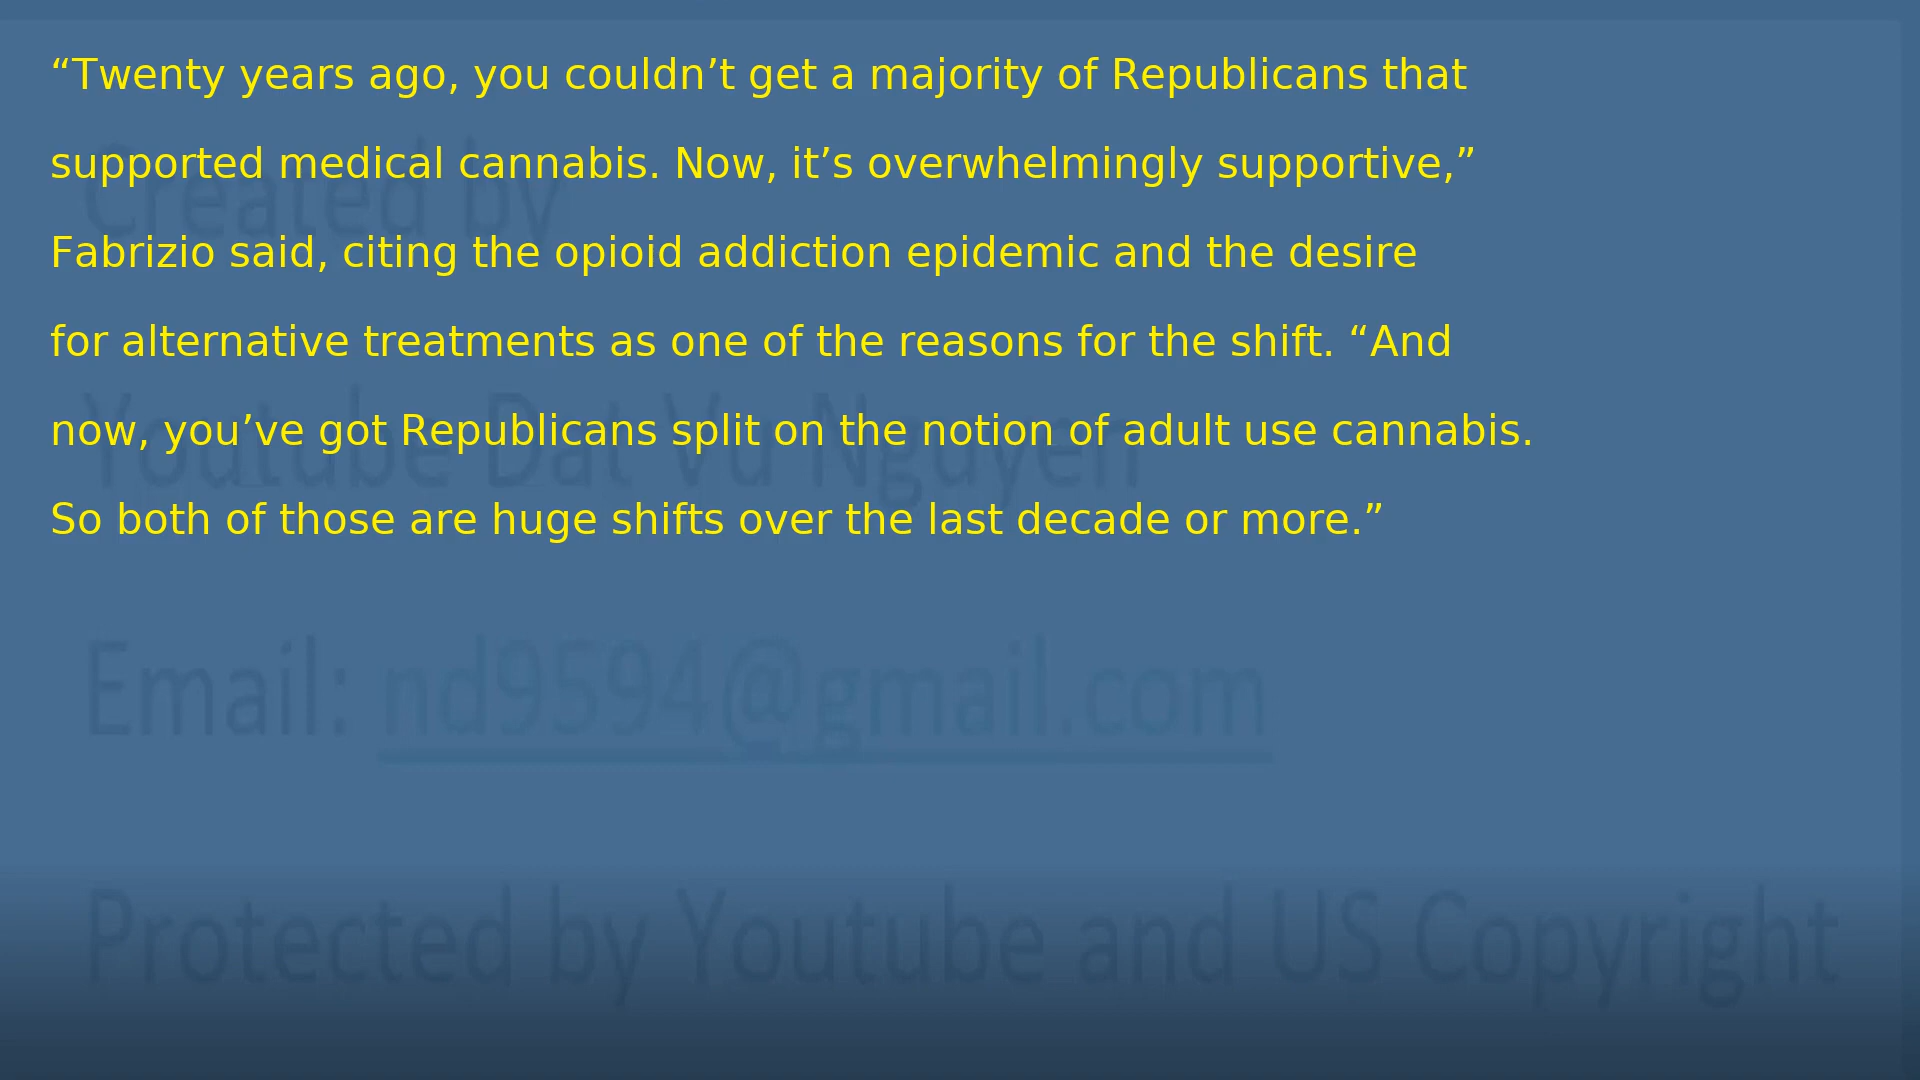 “Twenty years ago, you couldn’t get a majority of Republicans that
supported medical cannabis. Now, it’s overwhelmingly supportive,”
Created by
Fabrizio said, citing the opioid addiction epidemic and the desire
for alternative treatments as one of the reasons for the shift. “And
now, you’ve got Republicans split on the notion of adult use cannabis.
Youtube Dat Vu Nguyen
So both of those are huge shifts over the last decade or more.”
Email: nd9594@gmail.com
Protected by Youtube and US Copyright